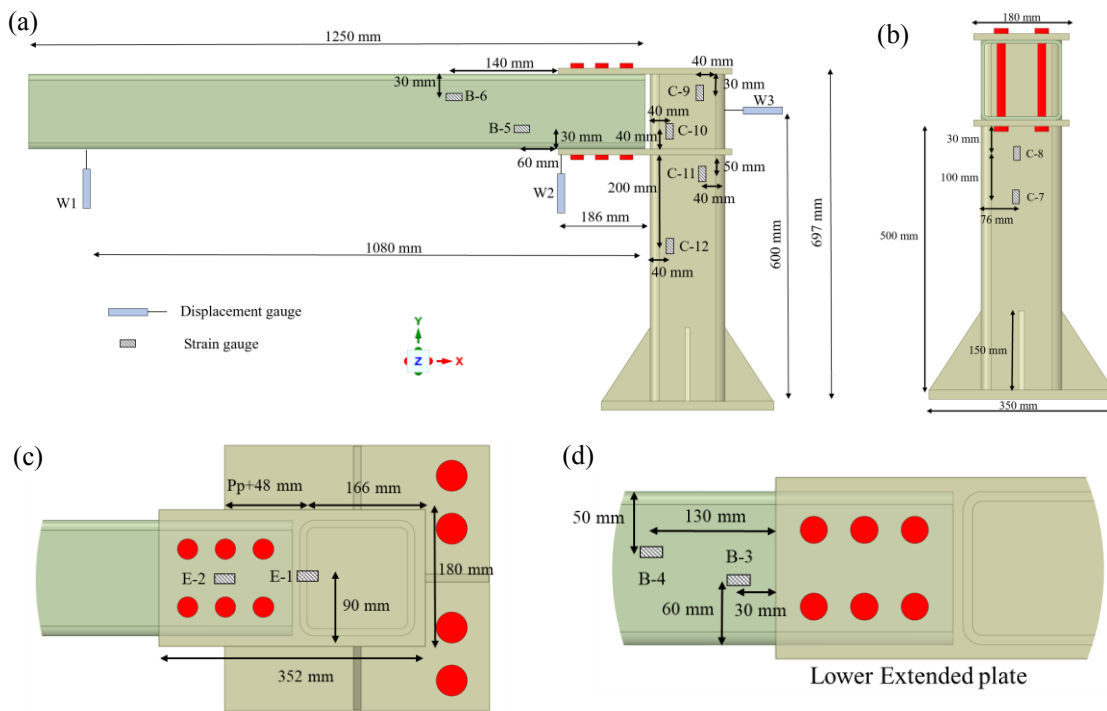 (a)
1250 mm
140 mm
30 mm
B-6
B-5
30 mm
60 mm
40 mm
30 mm
C-9
W3
40 mm
40 mm
C-10
50 mm
C-11
40 mm
200 mm
W1
W2
186 mm
1080 mm
C-12
40 mm
600 mm
697 mm
Displacement gauge
Strain gauge
Y
Z
X
(b)
180 mm
30 mm
C-8
100 mm
C-7
76 mm
500 mm
150 mm
350 mm
(c)
Pp+48 mm
166 mm
E-2
E-1
180 mm
90 mm
352 mm
(d)
50 mm
130 mm
B-3
B-4
60 mm
30 mm
Lower Extended plate